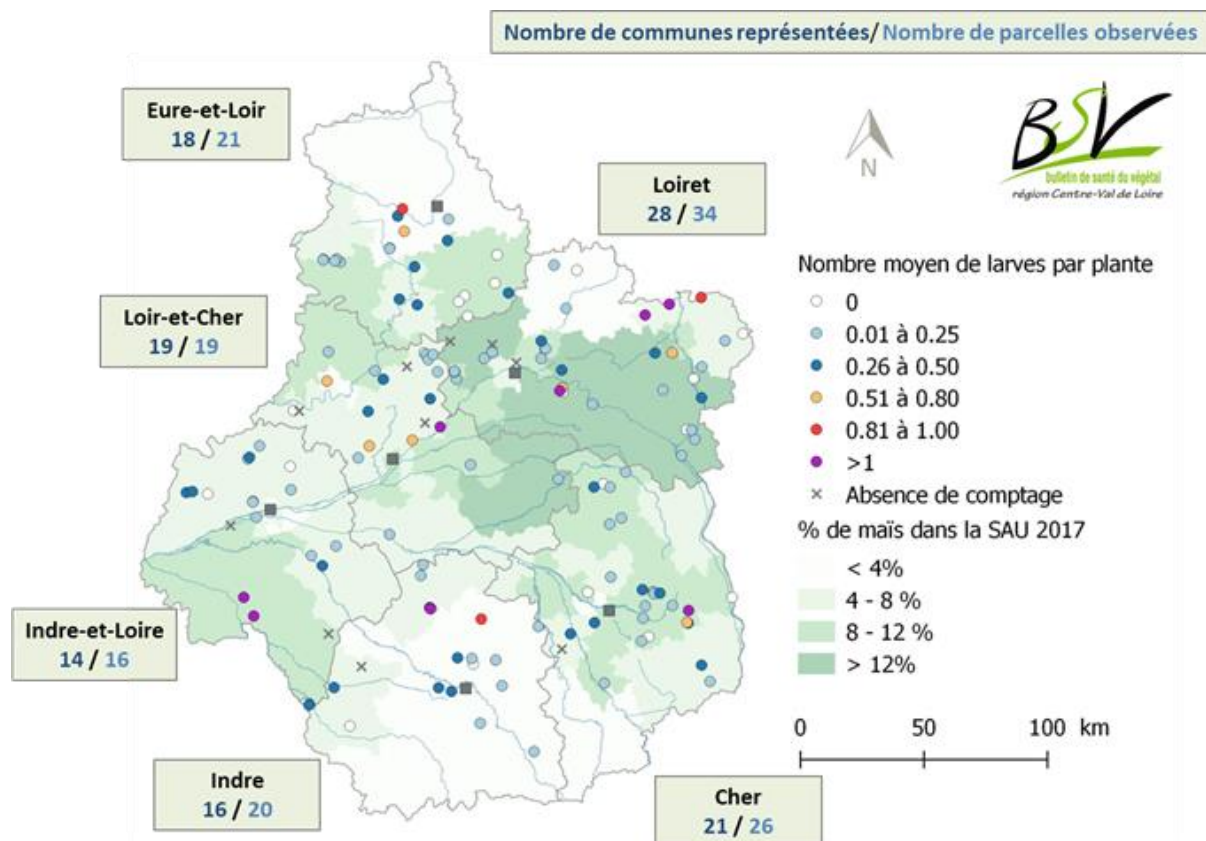 Nombre de communes représentées/ Nombre de parcelles observées
Eure-et-Loir
18 / 21
Loiret
28 / 34
N
BSV
bulletin de santé du végétal
région Centre-Val de Loire
Loir-et-Cher
19 / 19
Nombre moyen de larves par plante
0
0.01 à 0.25
0.26 à 0.50
0.51 à 0.80
0.81 à 1.00
>1
Absence de comptage
% de maïs dans la SAU 2017
< 4%
4 - 8 %
8 - 12 %
> 12%
0 50 100 km
Indre-et-Loire
14 / 16
Indre
16 / 20
Cher
21 / 26